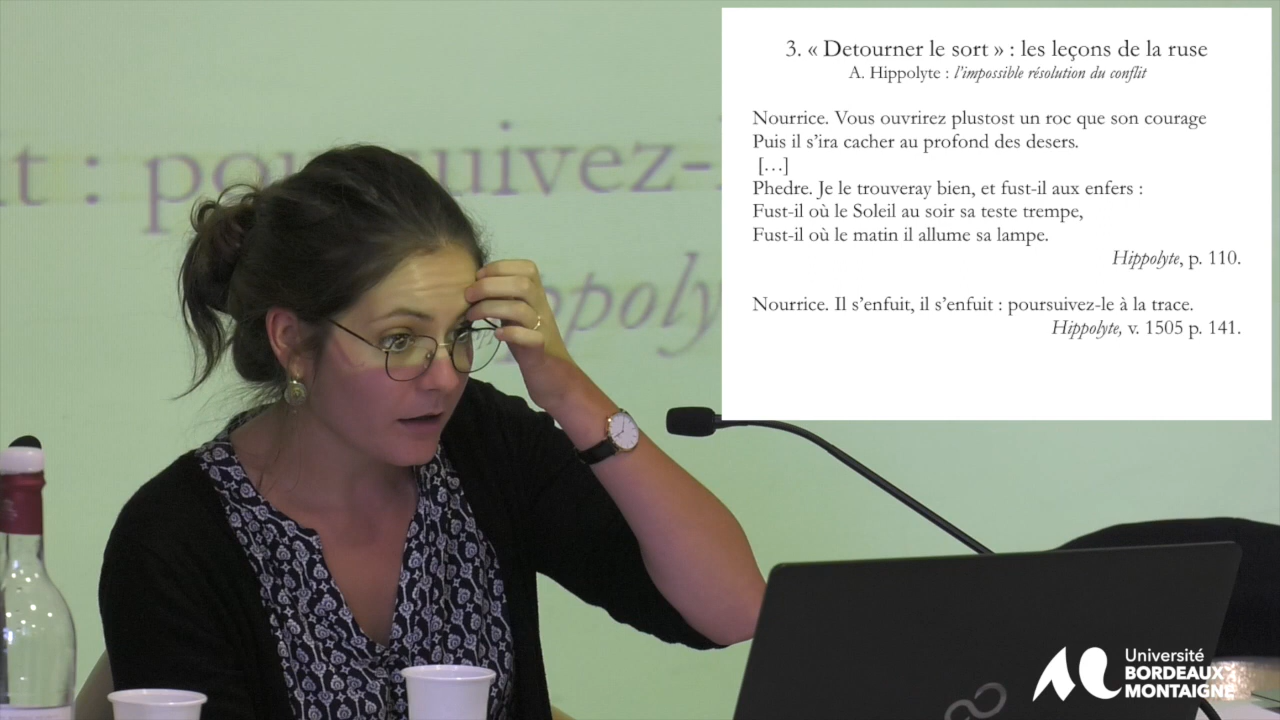 3. « Detourner le sort » : les leçons de la ruse
A. Hippolyte : l'impossible résolution du conflit
Nourrice. Vous ouvrirez plustost un roc que son courage
Puis il s'ira cacher au profond des desers.
[…]
Phedre. Je le trouveray bien, et fust-il aux enfers :
Fust-il où le Soleil au soir sa teste trempe,
Fust-il où le matin il allume sa lampe.
Hippolyte, p. 110.
Nourrice. Il s'enfuit, il s'enfuit : poursuivez-le à la trace.
Hippolyte, v. 1505 p. 141.
t : poursuivez-
ppoly
Université
BORDEAUX
MONTAIGNE